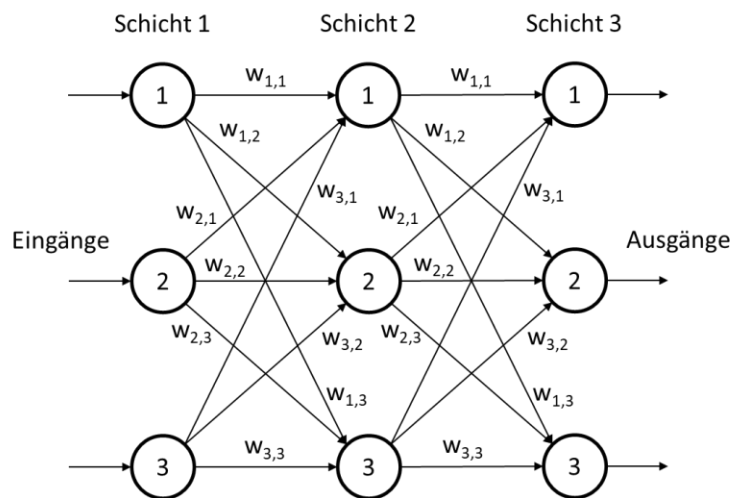 Schicht 1 Schicht 2 Schicht 3
1 w1,1 1 w1,1 1
w1,2 w1,2
w3,1 w3,1
w2,1 w2,1
Eingänge Ausgänge
2 w2,2 2 w2,2 2
w2,3 w2,3
w3,2 w3,2
w1,3 w1,3
3 w3,3 3 w3,3 3